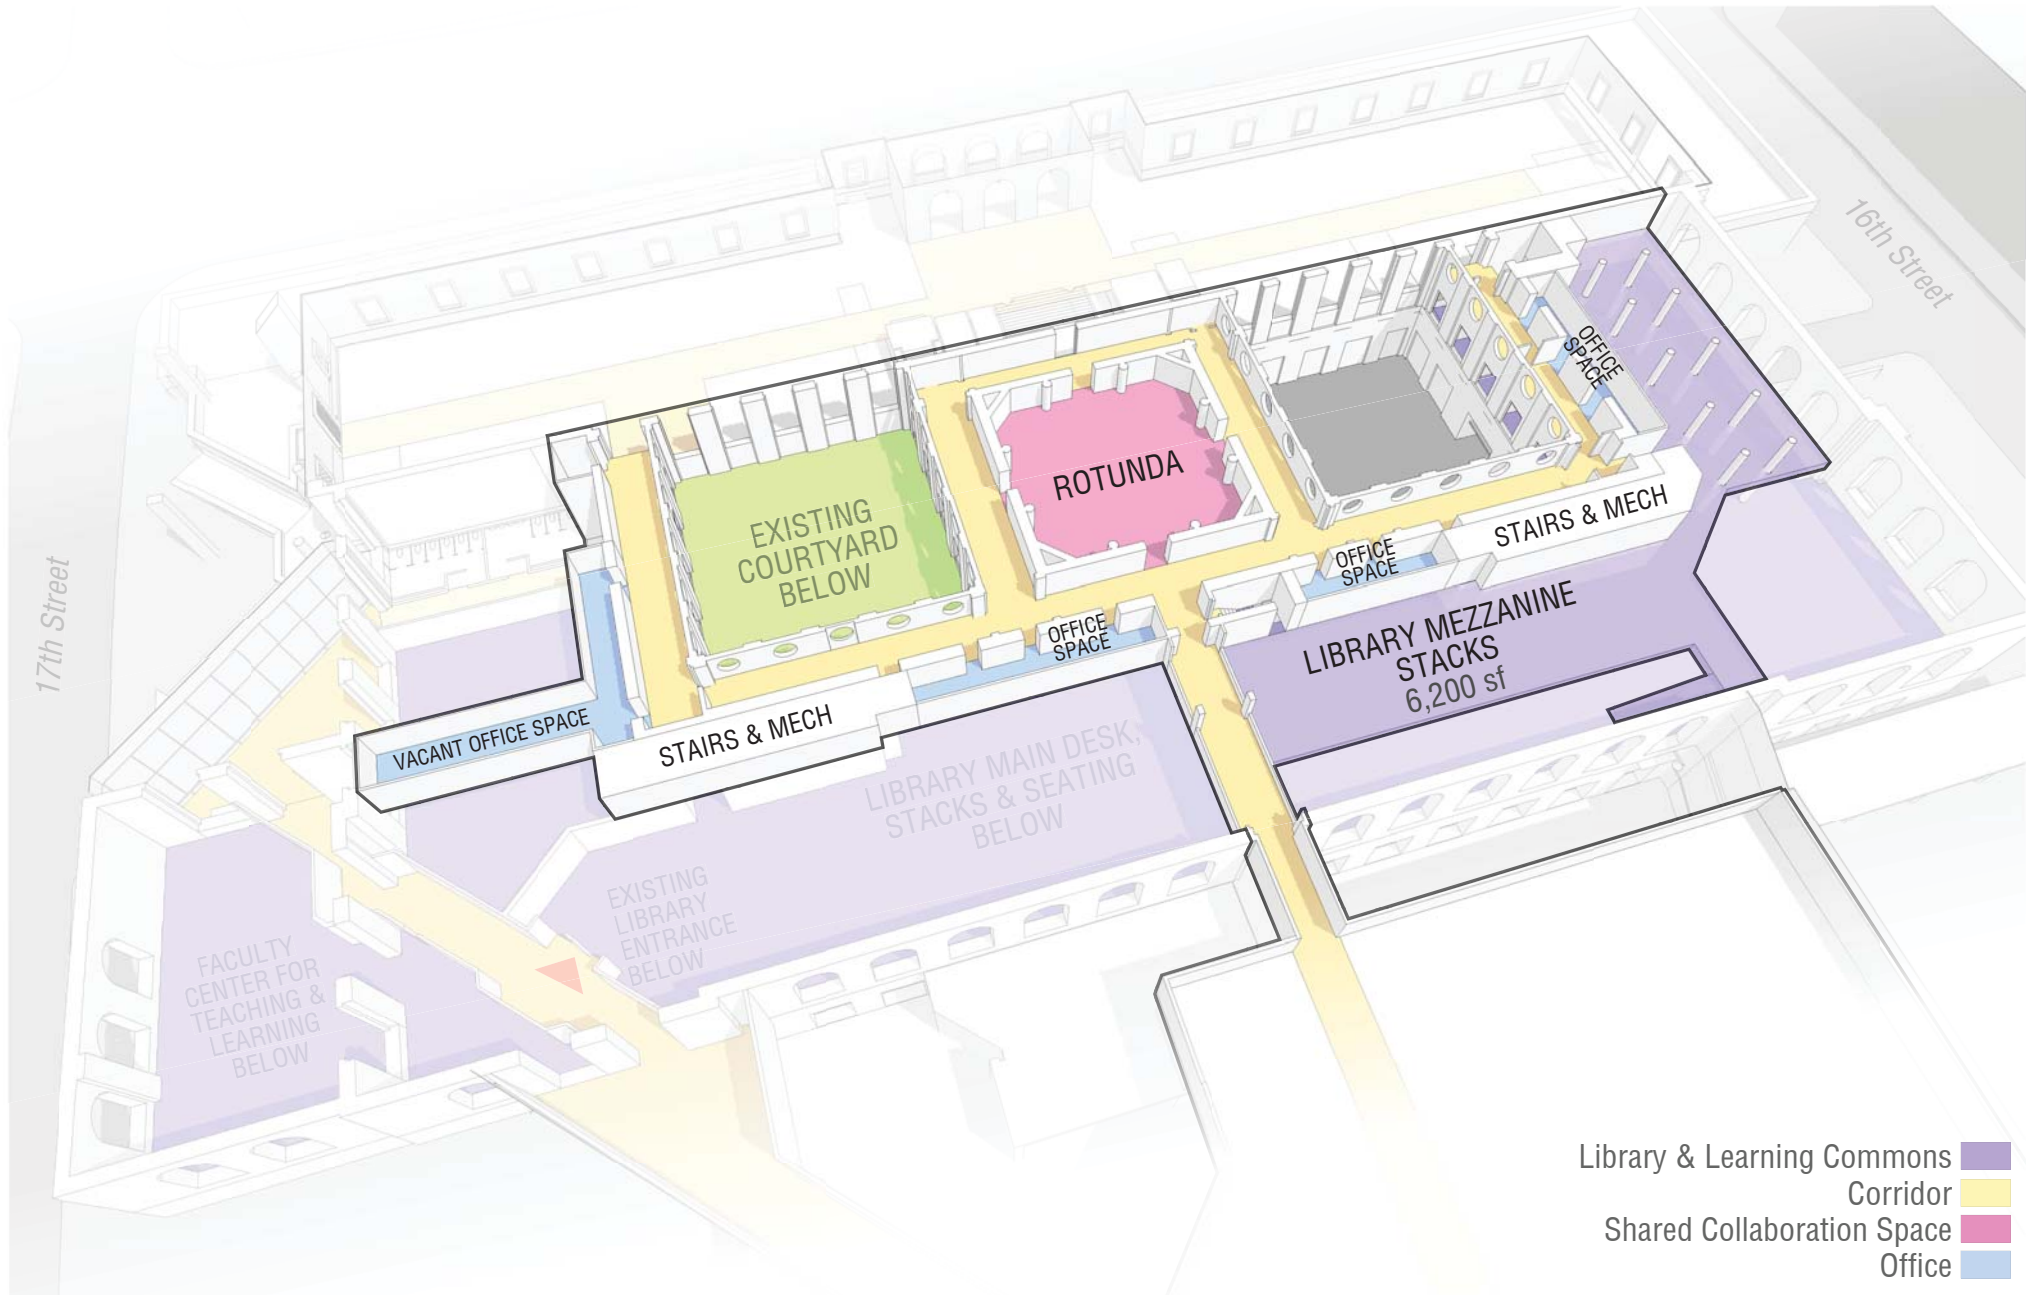 16th Street
OFFICE
SPACE
ROTUNDA
EXISTING
COURTYARD
BELOW
STAIRS & MECH
OFFICE
SPACE
17th Street
LIBRARY MEZZANINE
STACKS
6,200 sf
OFFICE
SPACE
VACANT OFFICE SPACE
STAIRS & MECH
LIBRARY MAIN DESK,
STACKS & SEATING
BELOW
EXISTING
LIBRARY
ENTRANCE
BELOW
FACULTY
CENTER FOR
TEACHING &
LEARNING
BELOW
Library & Learning Commons
Corridor
Shared Collaboration Space
Office